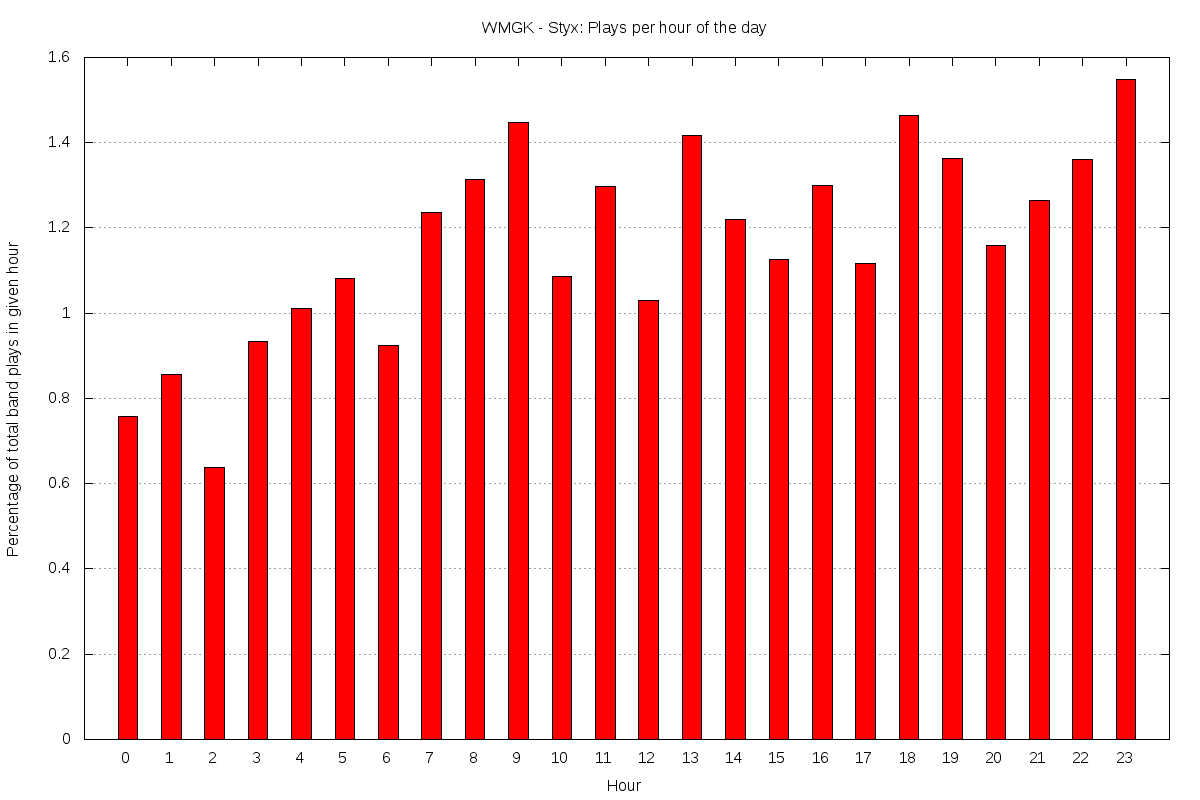 WMGK - Styx: Plays per hour of the day
Percentage of total band plays in given hour
1.6
1.4
1.2
1
0.8
0.6
0.4
0.2
0
0 1 2 3 4 5 6 7 8 9 10 11 12 13 14 15 16 17 18 19 20 21 22 23
Hour